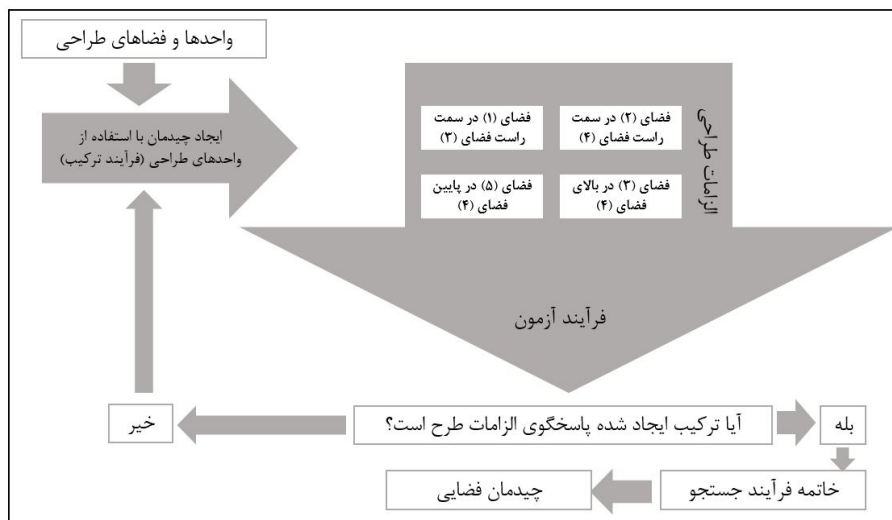 واحدها و فضاهای طراحی
ایجاد چیدمان با استفاده از
واحدهای طراحی (فرآیند ترکیب)
الزامات طراحی
فضای (۲) در سمت
راست فضای (۴)
فضای (۱) در سمت
راست فضای (۳)
فضای (۳) در بالای
فضای (۴)
فضای (۵) در پایین
فضای (۴)
فرآیند آزمون
آیا ترکیب ایجاد شده پاسخگوی الزامات طرح است؟
بله
خیر
خاتمه فرآیند جستجو
چیدمان فضایی